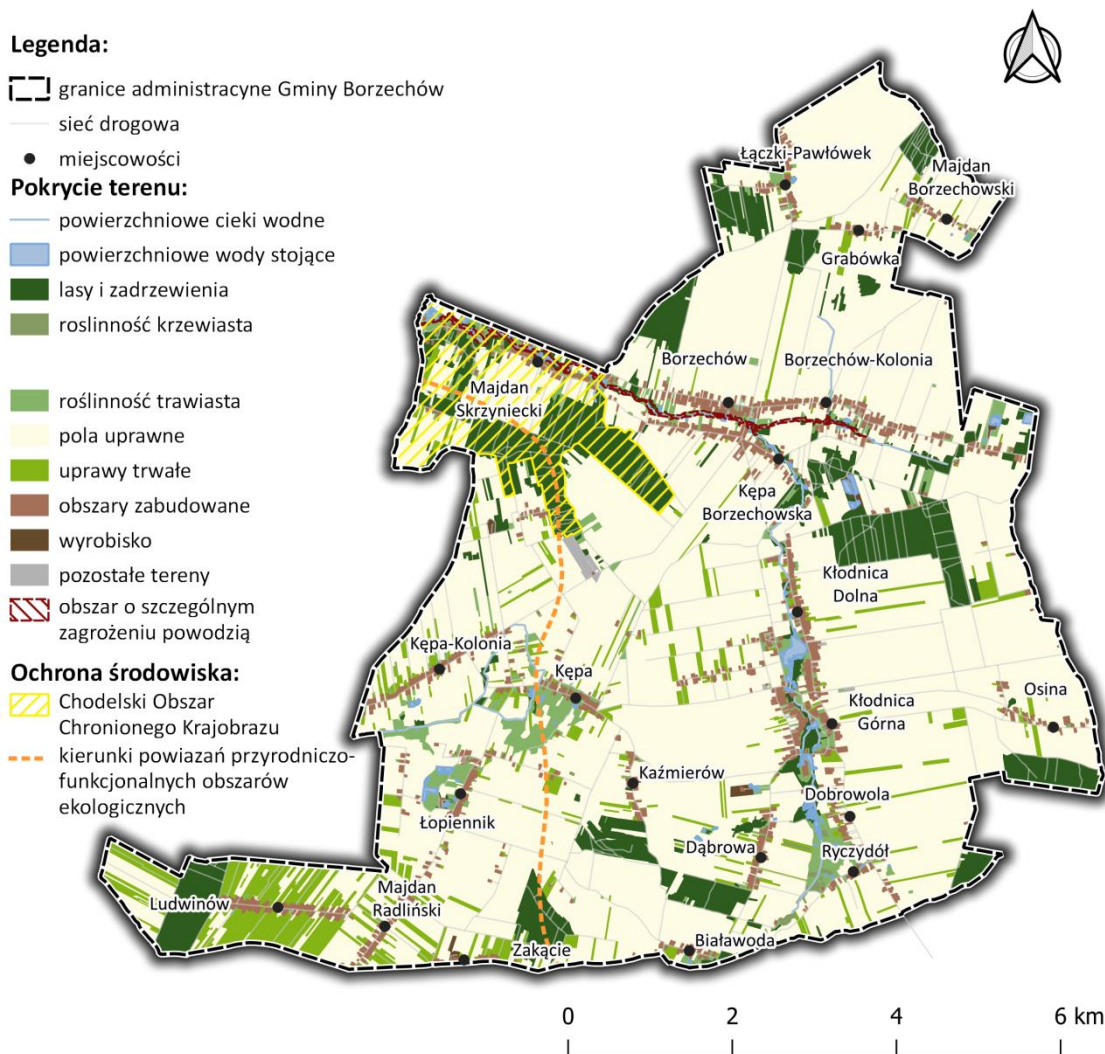 Legenda:
granice administracyjne Gminy Borzechów
sieć drogowa
miejscowości
Pokrycie terenu:
powierzchniowe cieki wodne
powierzchniowe wody stojące
lasy i zadrzewienia
roslinność krzewiasta
roślinność trawiasta
pola uprawne
uprawy trwałe
obszary zabudowane
wyrobisko
pozostałe tereny
obszar o szczególnym
zagrożeniu powodzią
Ochrona środowiska:
Chodelski Obszar
Chronionego Krajobrazu
kierunki powiazań przyrodniczo-
funkcjonalnych obszarów
ekologicznych
Łączki-Pawłówek
Majdan
Borzechowski
Grabówka
Borzechów
Borzechów-Kolonia
Majdan
Skrzyniecki
Kępa
Borzechowska
Kłodnica
Dolna
Kępa-Kolonia
Kępa
Osina
Kłodnica
Górna
Kaźmierów
Dobrowola
Łopiennik
Dąbrowa
Ryczydół
Ludwinów
Majdan
Radliński
Zakącie
Białawoda
0 2 4 6 km